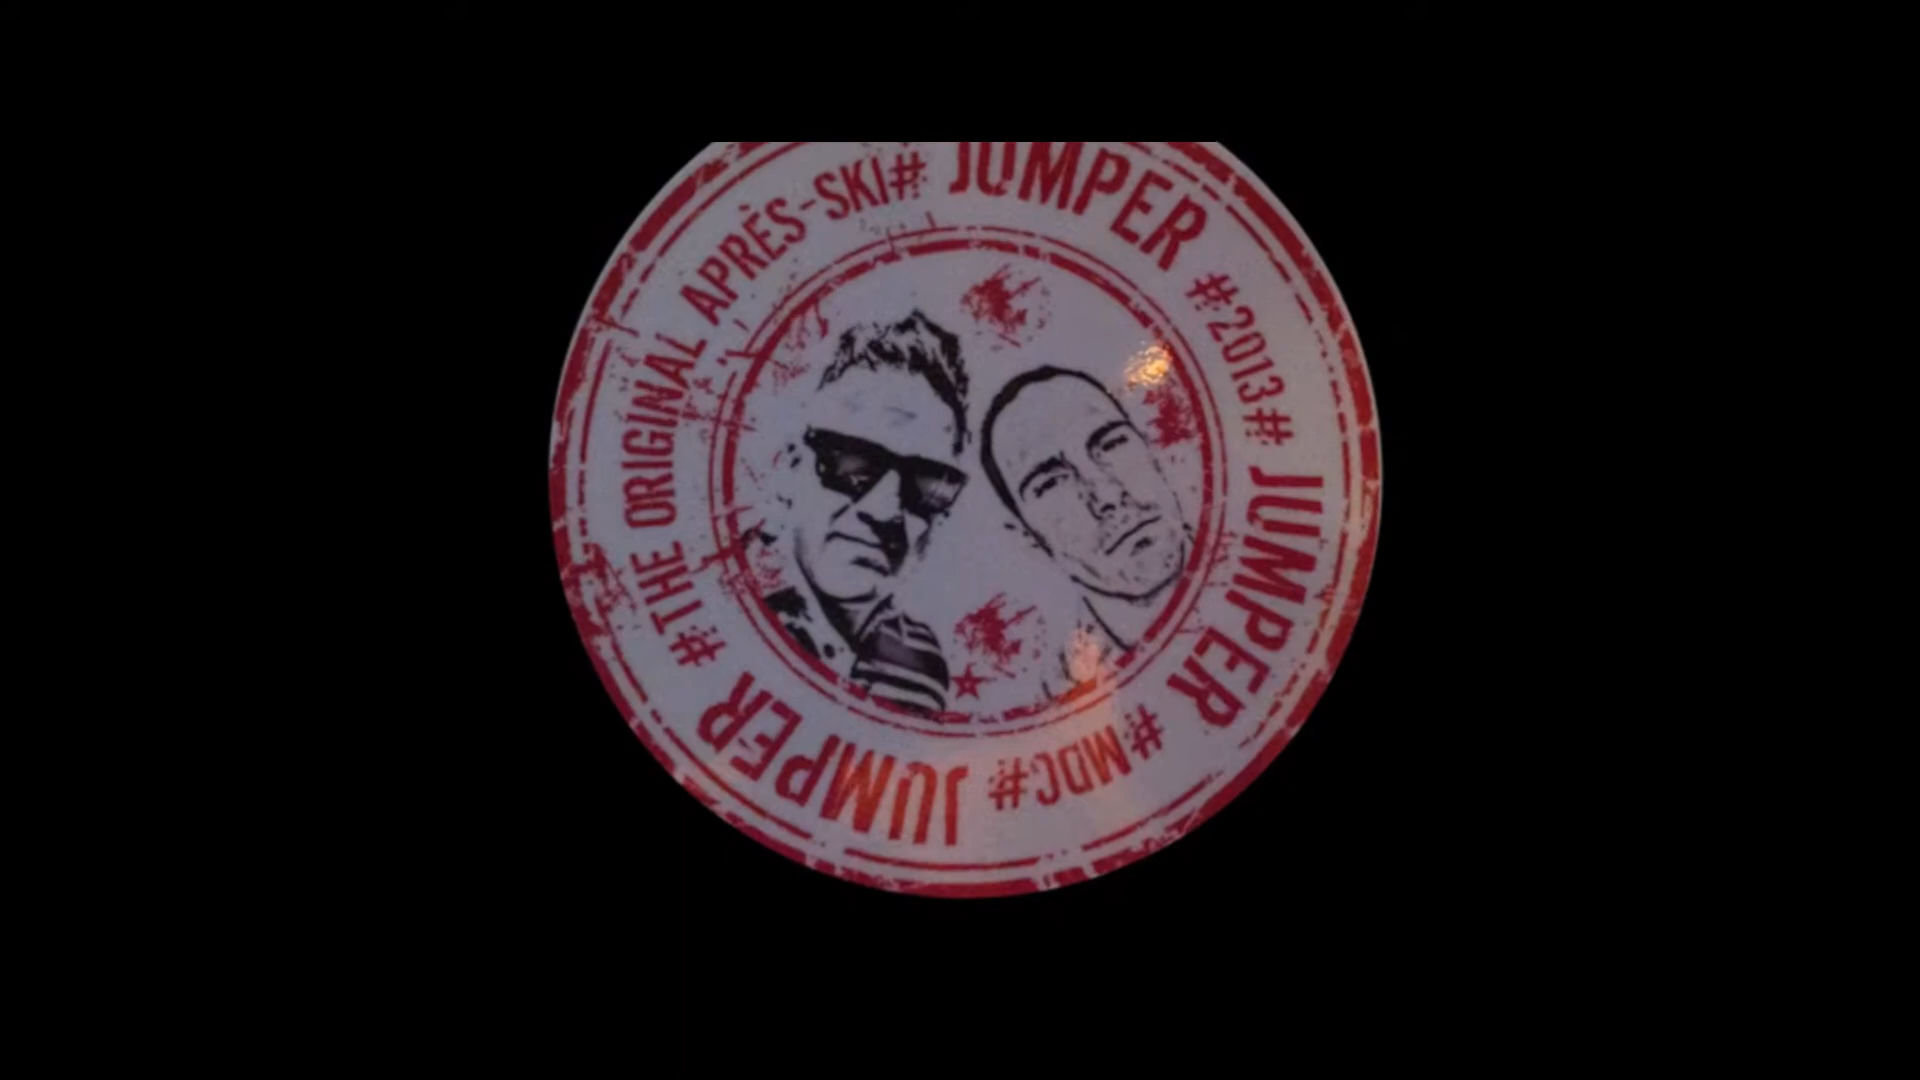 #THE ORIGINAL APRÈS-SKI#
JUMPER
#2013#
JUMPER
#MDC#
JUMPER